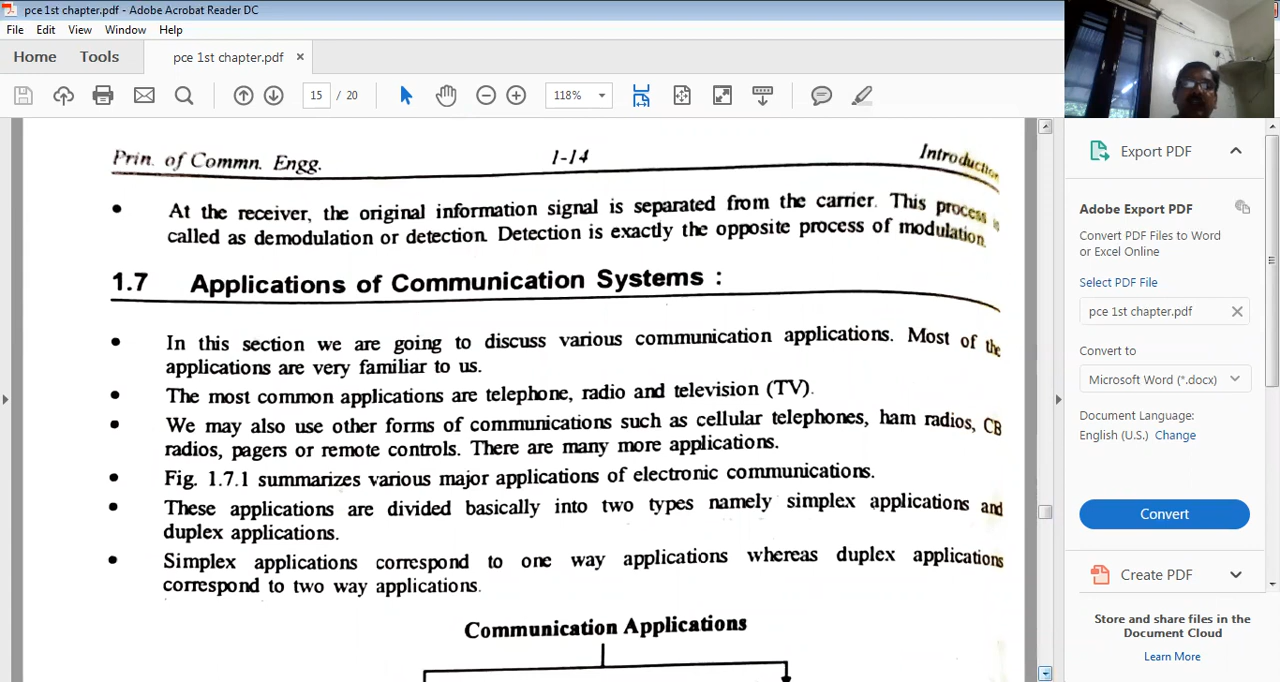 pce 1st chapter.pdf - Adobe Acrobat Reader DC
File Edit View Window Help
Home Tools pce 1st chapter.pdf ×
15 / 20 118%
Prin. of Commn. Engg. 1-14 Introduction
• At the receiver, the original information signal is separated from the carrier. This process is
called as demodulation or detection. Detection is exactly the opposite process of modulation.
1.7 Applications of Communication Systems :
• In this section we are going to discuss various communication applications. Most of the
applications are very familiar to us.
• The most common applications are telephone, radio and television (TV).
• We may also use other forms of communications such as cellular telephones, ham radios, CB
radios, pagers or remote controls. There are many more applications.
• Fig. 1.7.1 summarizes various major applications of electronic communications.
• These applications are divided basically into two types namely simplex applications and
duplex applications.
• Simplex applications correspond to one way applications whereas duplex applications
correspond to two way applications.
Communication Applications
Export PDF
Adobe Export PDF
Convert PDF Files to Word
or Excel Online
Select PDF File
pce 1st chapter.pdf
Convert to
Microsoft Word (*.docx)
Document Language:
English (U.S.) Change
Convert
Create PDF
Store and share files in the
Document Cloud
Learn More